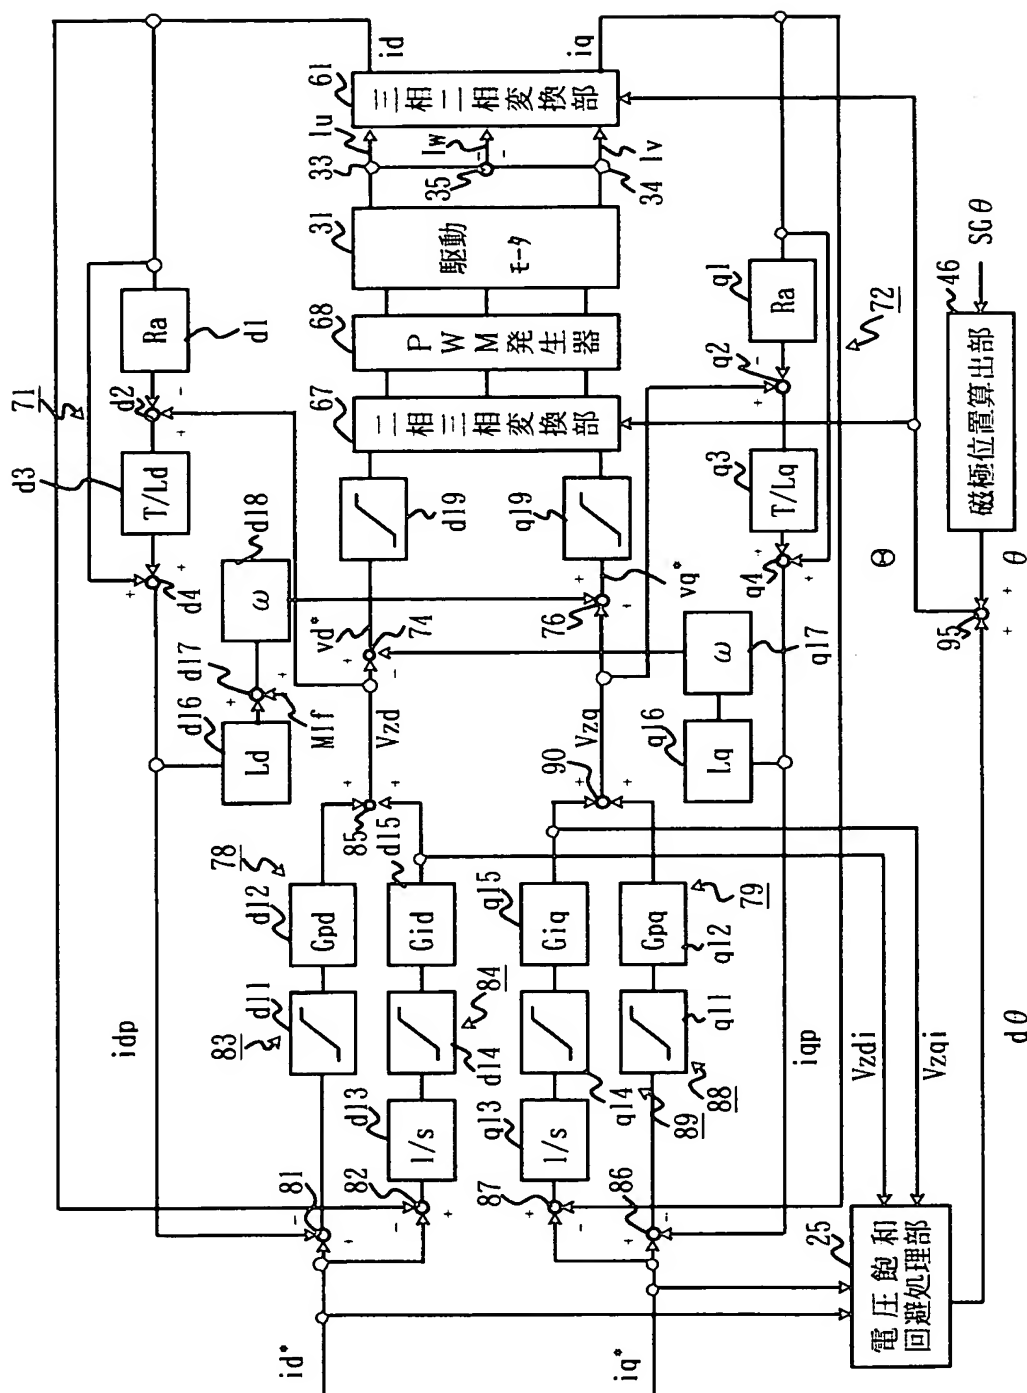 id*
iq*
81
82
87
86
-
+
-
+
+
-
+
-
83
d11
78
d12
Gpd
d13
1/s
d14
84
Gid
d15
85
+
+
q13
1/s
q14
89
q15
Giq
88
q11
Gpq
q12
79
90
+
+
idp
iqp
d16
Ld
d17
+
+
MIf
d18
ω
Vzd
Vzq
q16
Lq
q17
ω
vd*
74
+
-
76
vq*
+
+
d19
q19
71
d3
T/Ld
d4
+
+
d2
-
+
Ra
d1
67
二相三相変換部
68
PWM発生器
31
駆動
モータ
33
Iu
35
Iw
-
-
34
Iv
61
三相二相変換部
id
iq
q1
Ra
q2
-
+
q3
T/Lq
q4
+
+
72
Θ
46
磁極位置算出部
SGθ
θ
95
+
+
dθ
25
電圧飽和
回避処理部
Vzdi
Vzqi